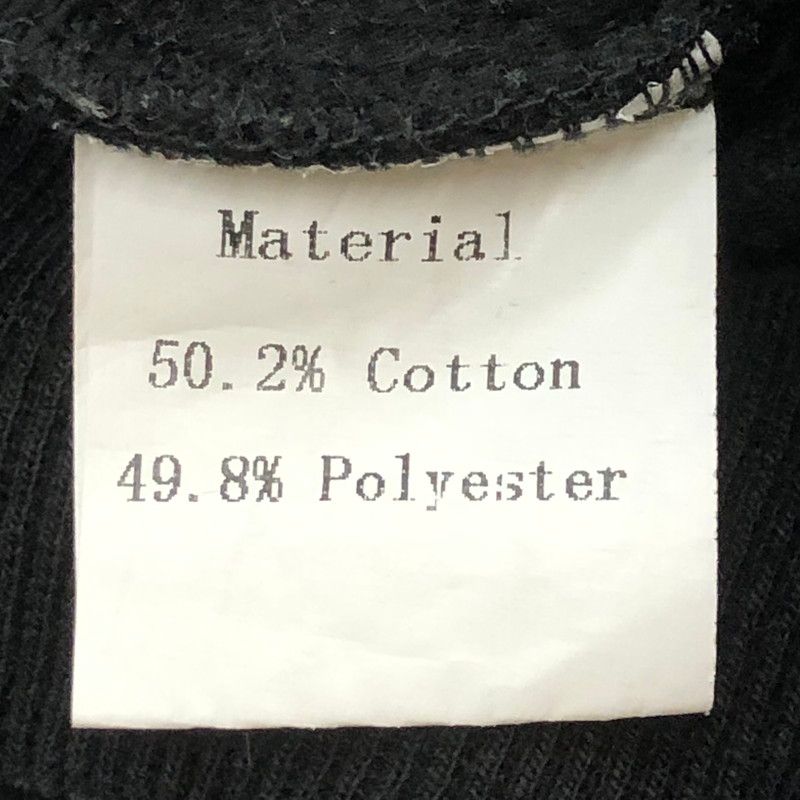 Material
50.2% Cotton
49.8% Polyester